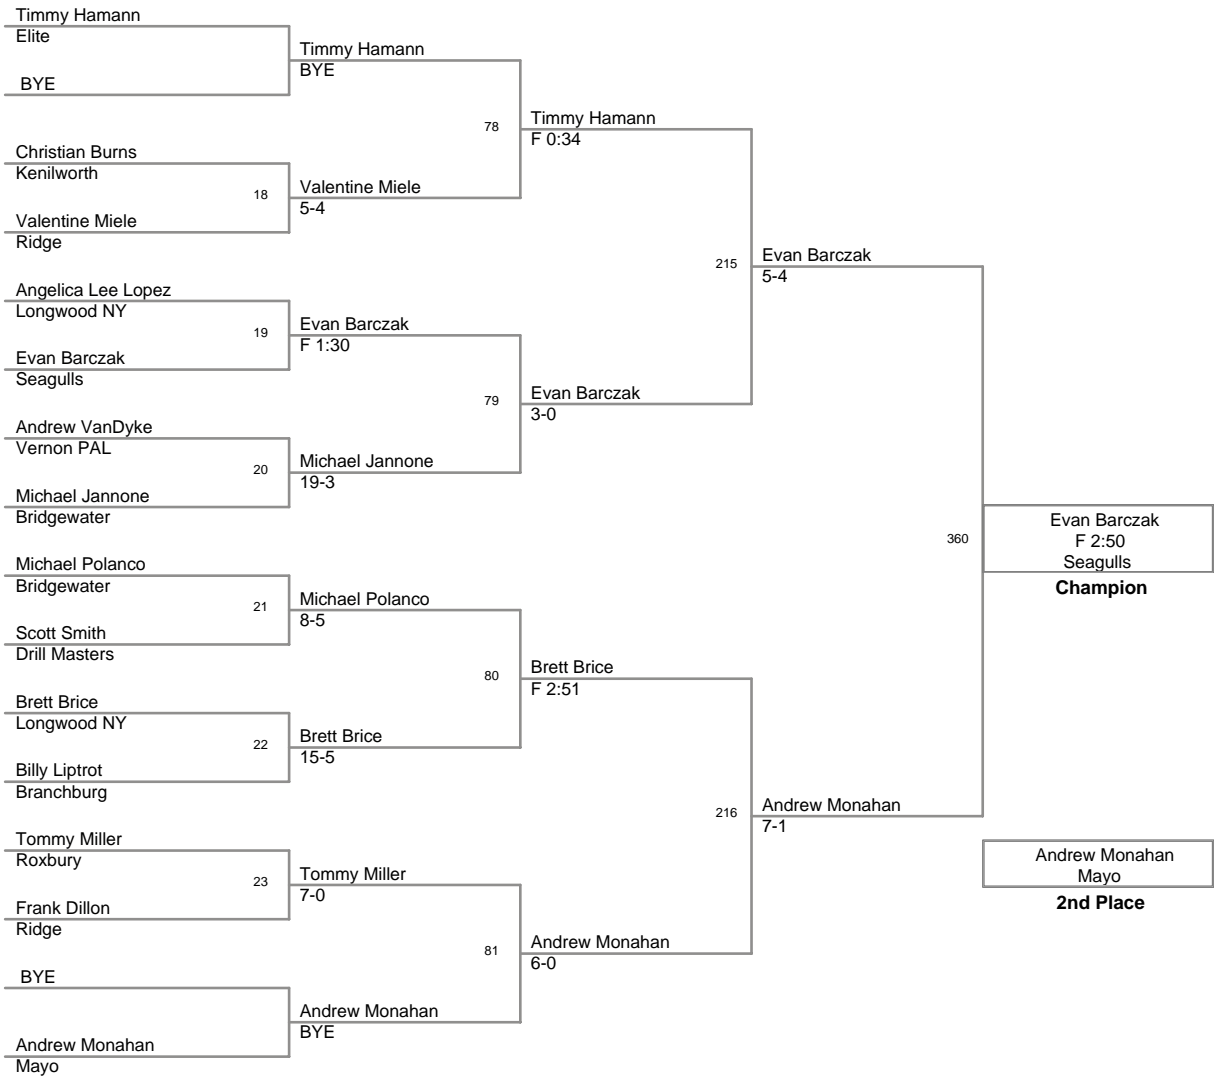 Timmy Hamann
Elite
BYE
Christian Burns
Kenilworth
18
Valentine Miele
Ridge
Angelica Lee Lopez
Longwood NY
19
Evan Barczak
Seagulls
Andrew VanDyke
Vernon PAL
20
Michael Jannone
Bridgewater
Michael Polanco
Bridgewater
21
Scott Smith
Drill Masters
Brett Brice
Longwood NY
22
Billy Liptrot
Branchburg
Tommy Miller
Roxbury
23
Frank Dillon
Ridge
BYE
Andrew Monahan
Mayo
Timmy Hamann
BYE
78
Valentine Miele
5-4
Evan Barczak
F 1:30
79
Michael Jannone
19-3
Michael Polanco
8-5
80
Brett Brice
15-5
Tommy Miller
7-0
81
Andrew Monahan
BYE
Timmy Hamann
F 0:34
215
Evan Barczak
3-0
Brett Brice
F 2:51
216
Andrew Monahan
6-0
Evan Barczak
5-4
360
Andrew Monahan
7-1
Evan Barczak
F 2:50
Seagulls
Champion
Andrew Monahan
Mayo
2nd Place